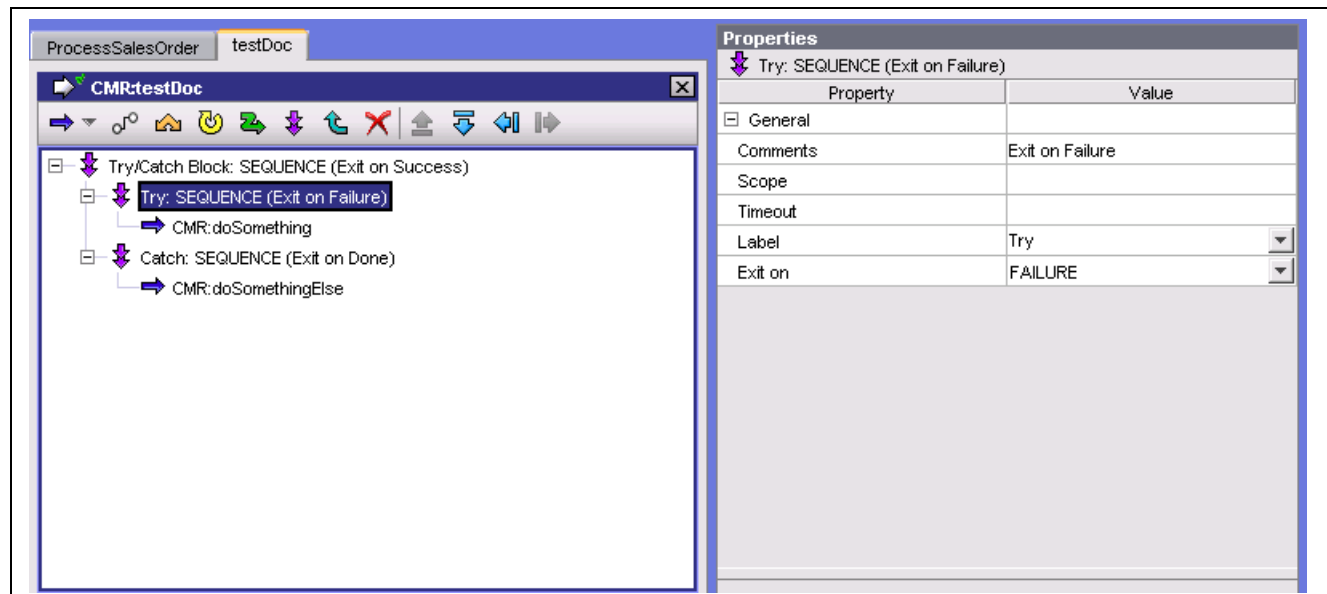 ProcessSalesOrder testDoc
CMR:testDoc
Try/Catch Block: SEQUENCE (Exit on Success)
Try: SEQUENCE (Exit on Failure)
CMR:doSomething
Catch: SEQUENCE (Exit on Done)
CMR:doSomethingElse
Properties
Try: SEQUENCE (Exit on Failure)
Property Value
General
Comments Exit on Failure
Scope
Timeout
Label Try
Exit on FAILURE